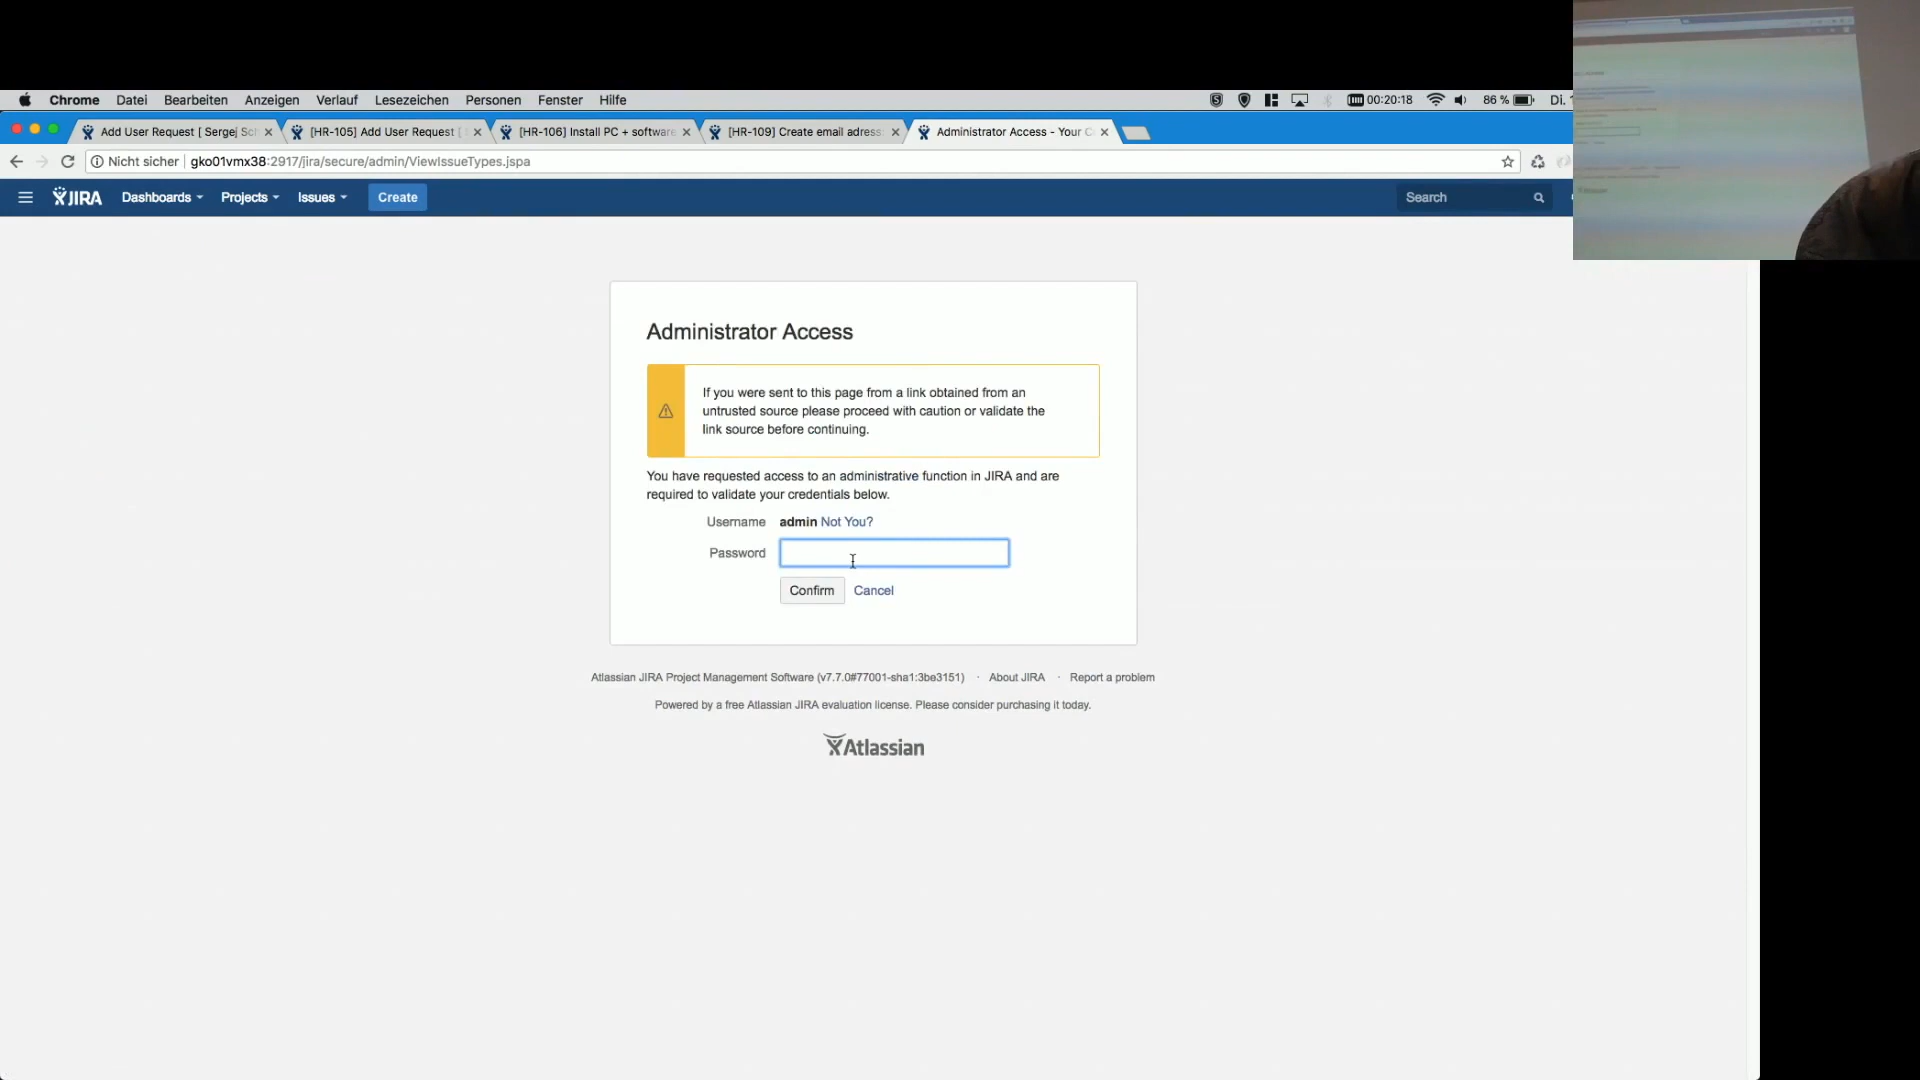 Chrome Datei Bearbeiten Anzeigen Verlauf Lesezeichen Personen Fenster Hilfe 00:20:18 86 % Di.
Add User Request [ Sergej Sch [HR-105] Add User Request [ [HR-106] Install PC + software [HR-109] Create email adress Administrator Access - Your C
Nicht sicher gko01vmx38:2917/jira/secure/admin/ViewIssueTypes.jspa
JIRA Dashboards Projects Issues Create Search
Administrator Access
If you were sent to this page from a link obtained from an
untrusted source please proceed with caution or validate the
link source before continuing.
You have requested access to an administrative function in JIRA and are
required to validate your credentials below.
Username admin Not You?
Password
Confirm Cancel
Atlassian JIRA Project Management Software (v7.7.0#77001-sha1:3be3151) · About JIRA · Report a problem
Powered by a free Atlassian JIRA evaluation license. Please consider purchasing it today.
Atlassian